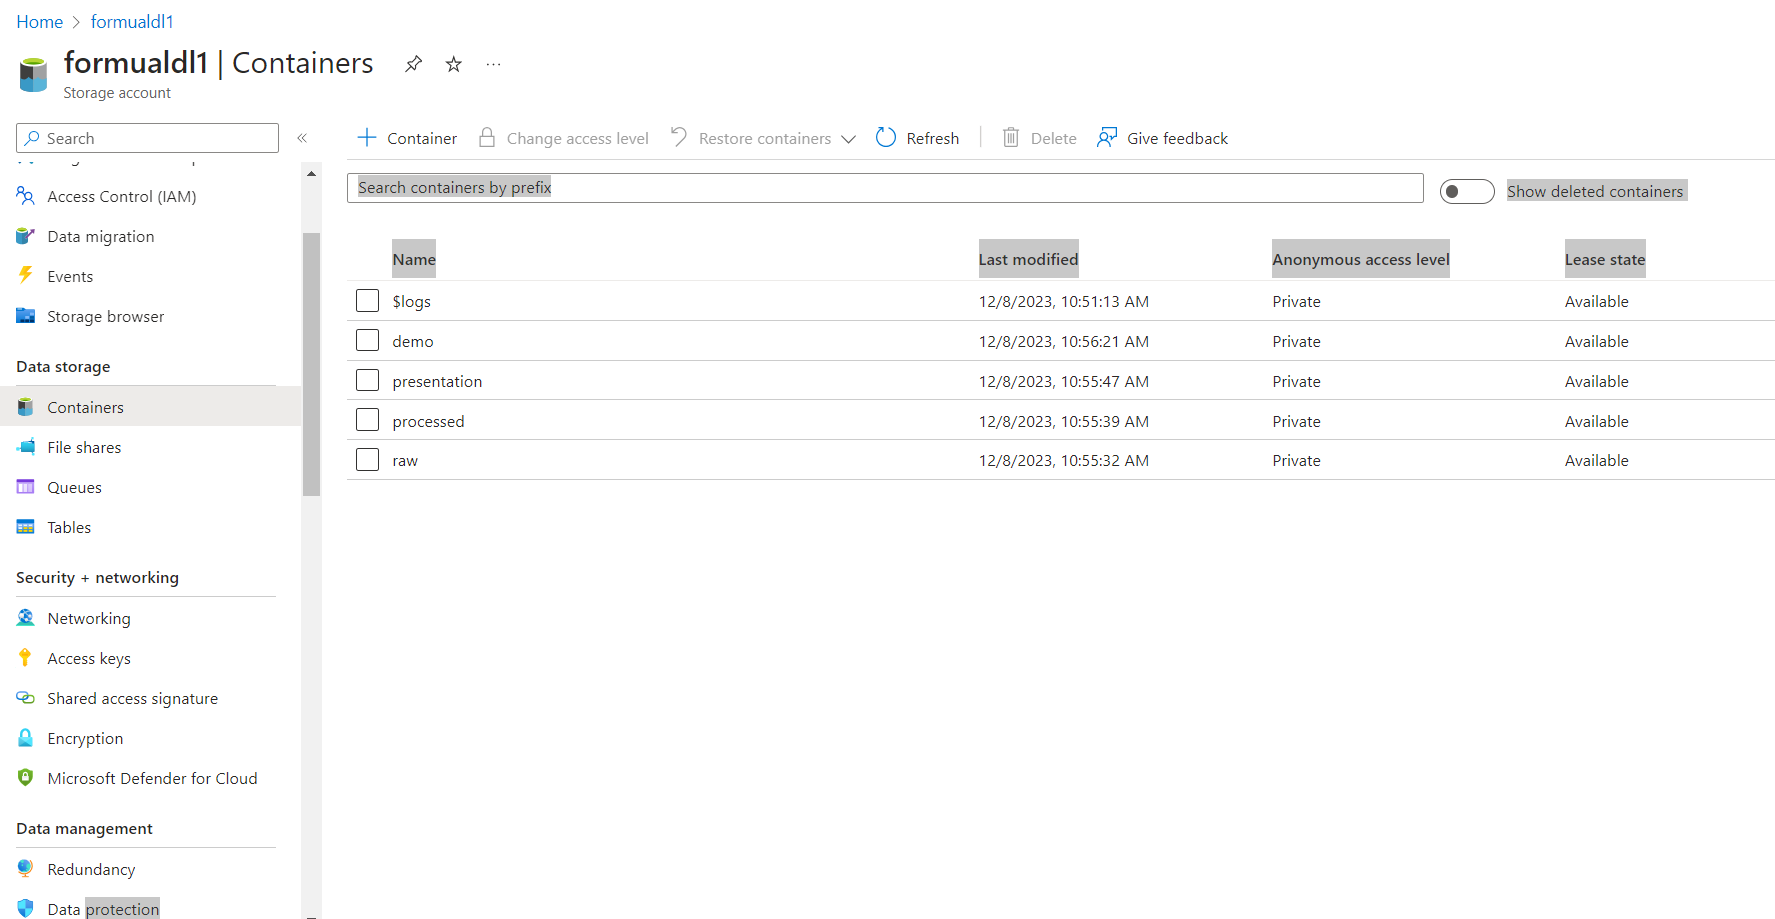 Home > formualdl1
formualdl1 | Containers
Storage account
Search
Access Control (IAM)
Data migration
Events
Storage browser
Data storage
Containers
File shares
Queues
Tables
Security + networking
Networking
Access keys
Shared access signature
Encryption
Microsoft Defender for Cloud
Data management
Redundancy
Data protection
Container Change access level Restore containers Refresh Delete Give feedback
Search containers by prefix Show deleted containers
Name Last modified Anonymous access level Lease state
$logs 12/8/2023, 10:51:13 AM Private Available
demo 12/8/2023, 10:56:21 AM Private Available
presentation 12/8/2023, 10:55:47 AM Private Available
processed 12/8/2023, 10:55:39 AM Private Available
raw 12/8/2023, 10:55:32 AM Private Available